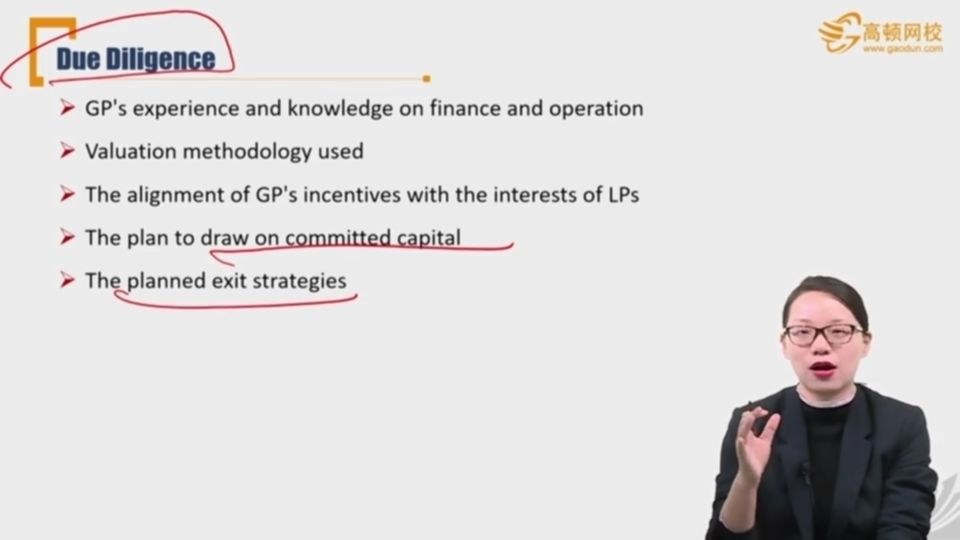 Due Diligence
高顿网校
www.gaodun.com
➢ GP's experience and knowledge on finance and operation
➢ Valuation methodology used
➢ The alignment of GP's incentives with the interests of LPs
➢ The plan to draw on committed capital
➢ The planned exit strategies